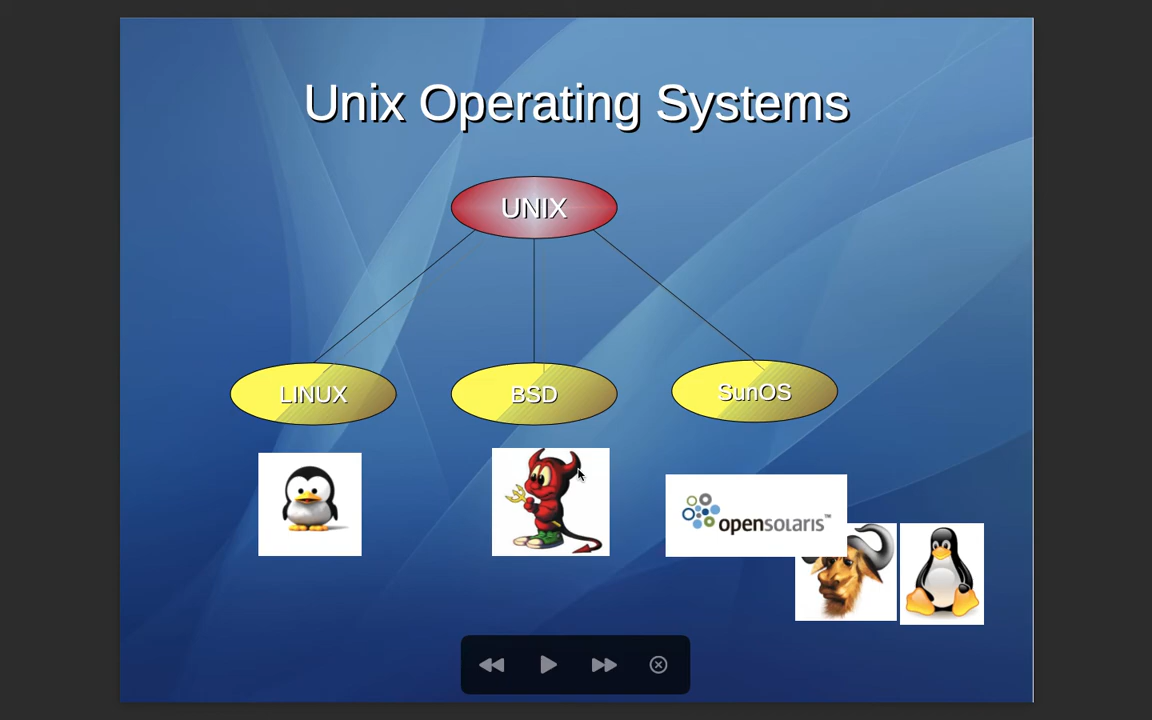 Unix Operating Systems
UNIX
LINUX
BSD
SunOS
opensolaris™